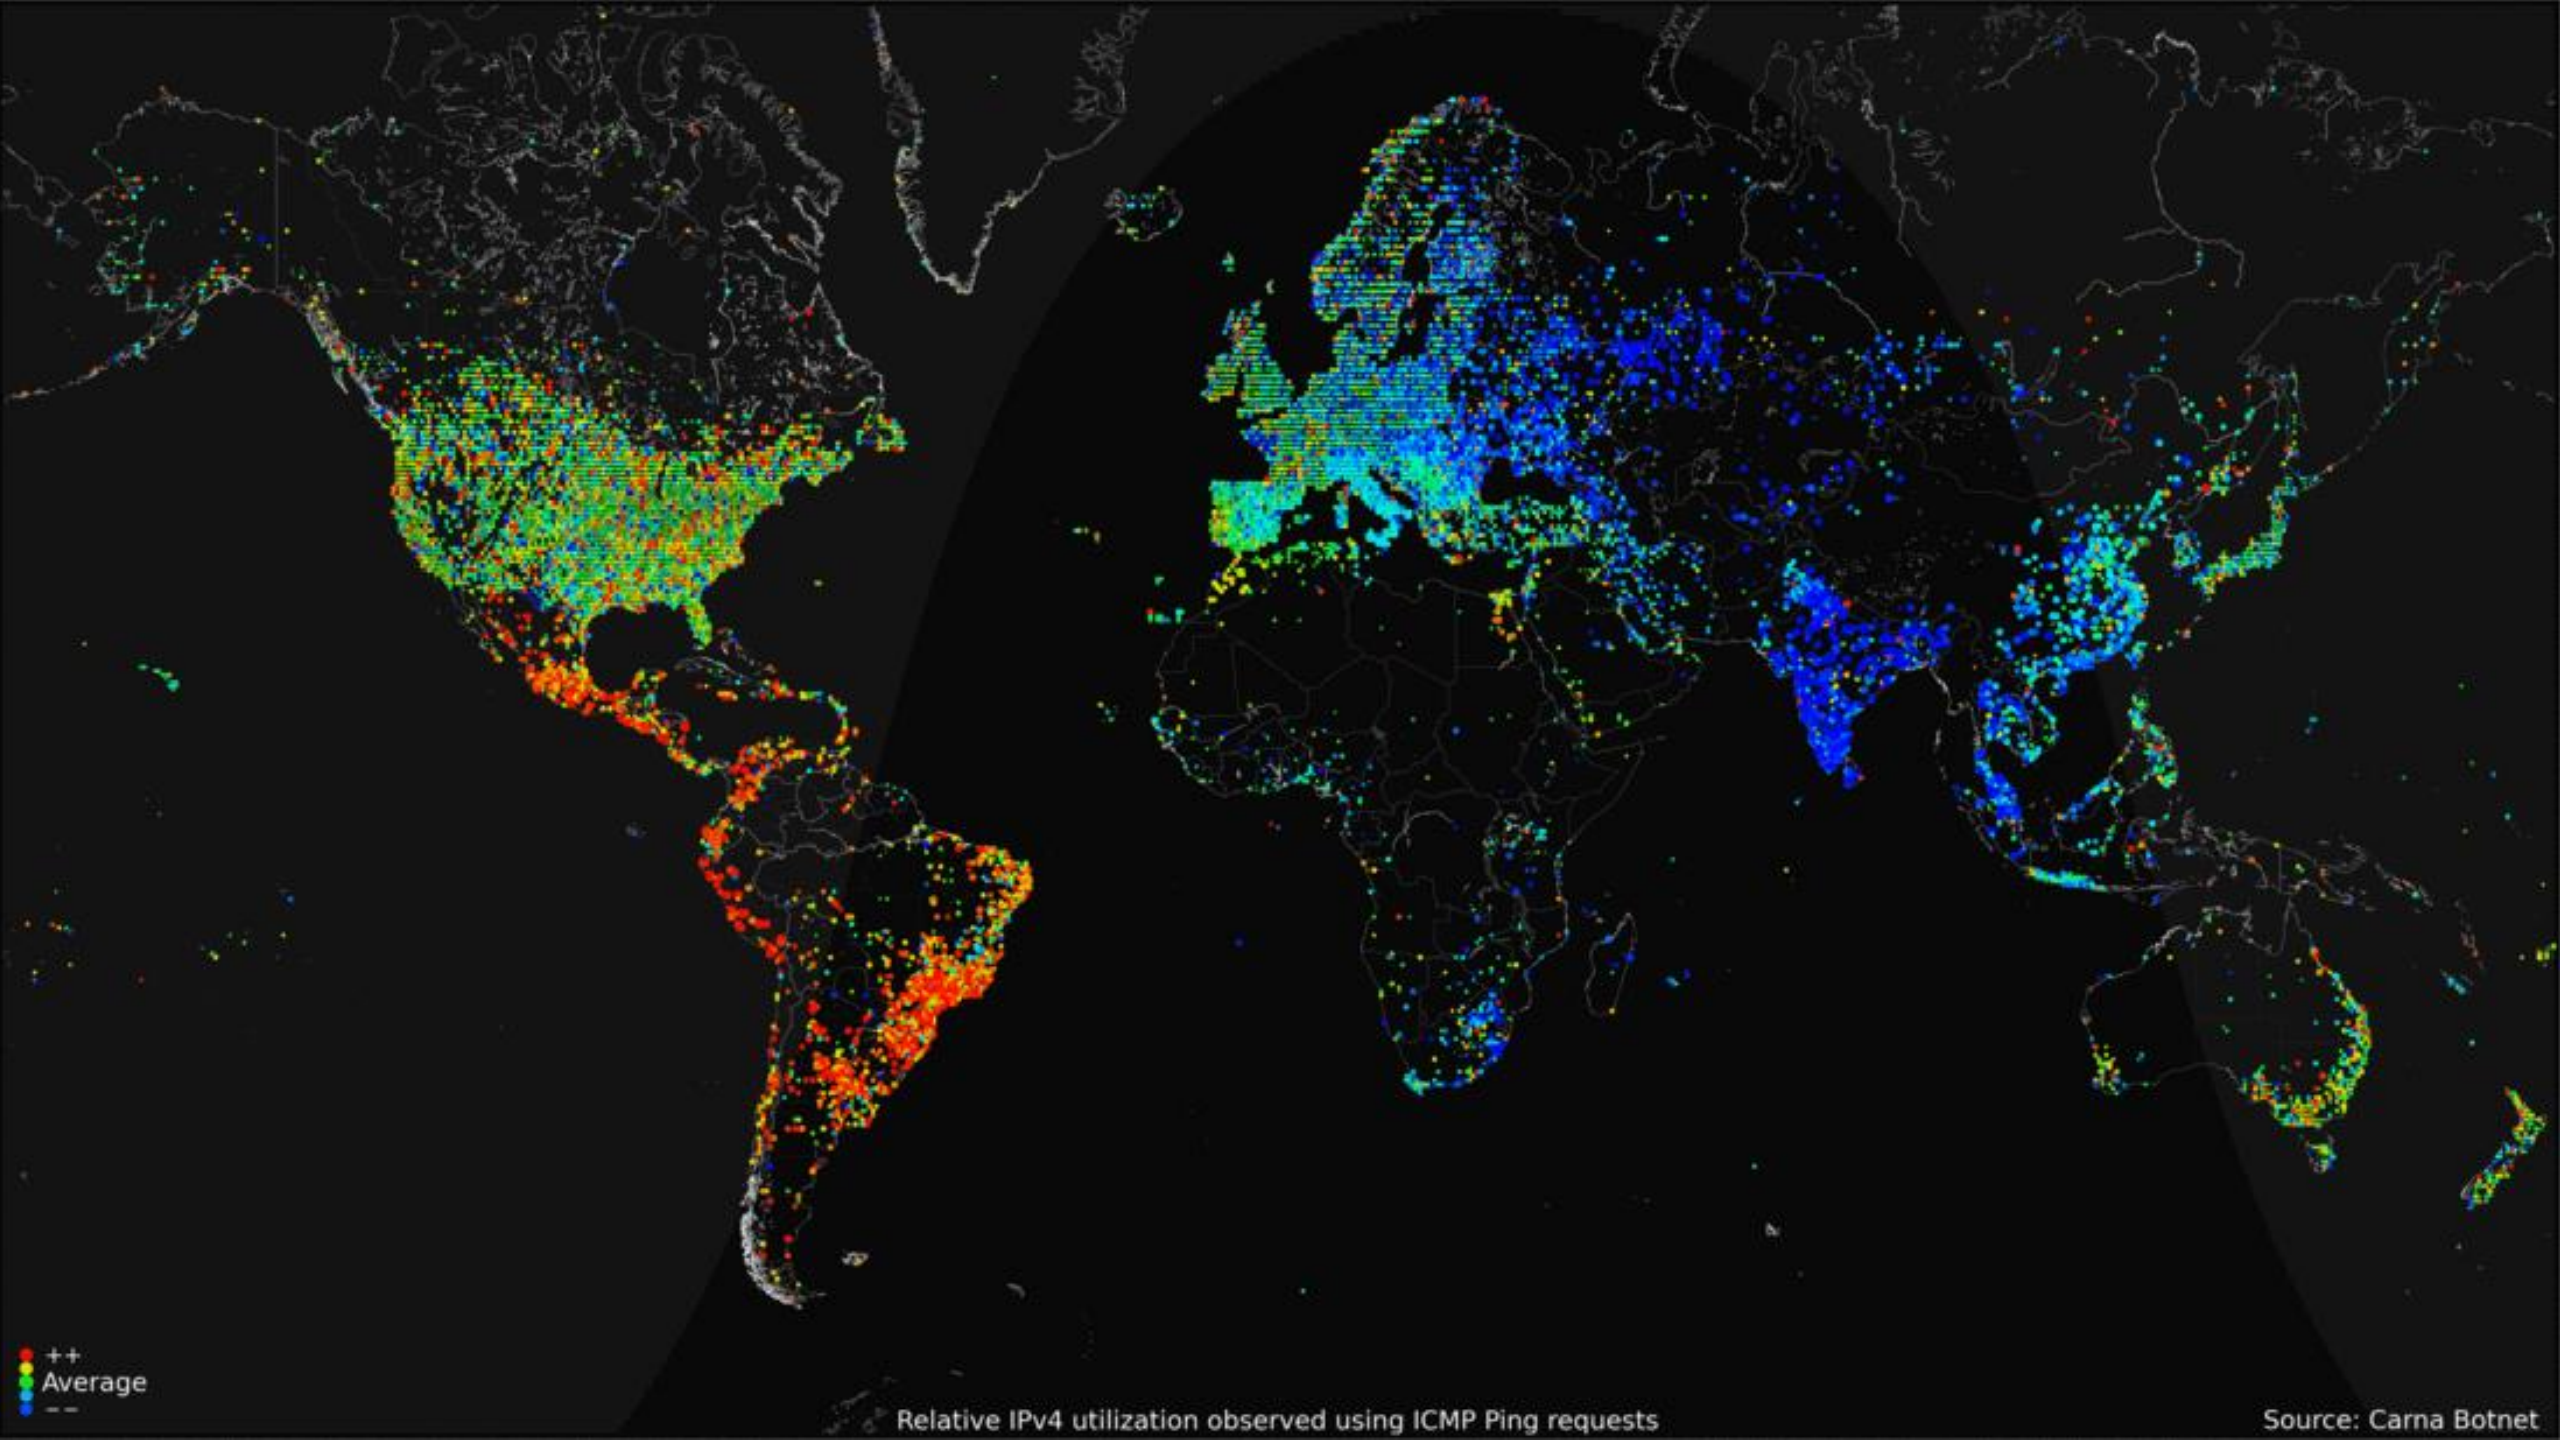 ++
Average
--
Relative IPv4 utilization observed using ICMP Ping requests
Source: Carna Botnet